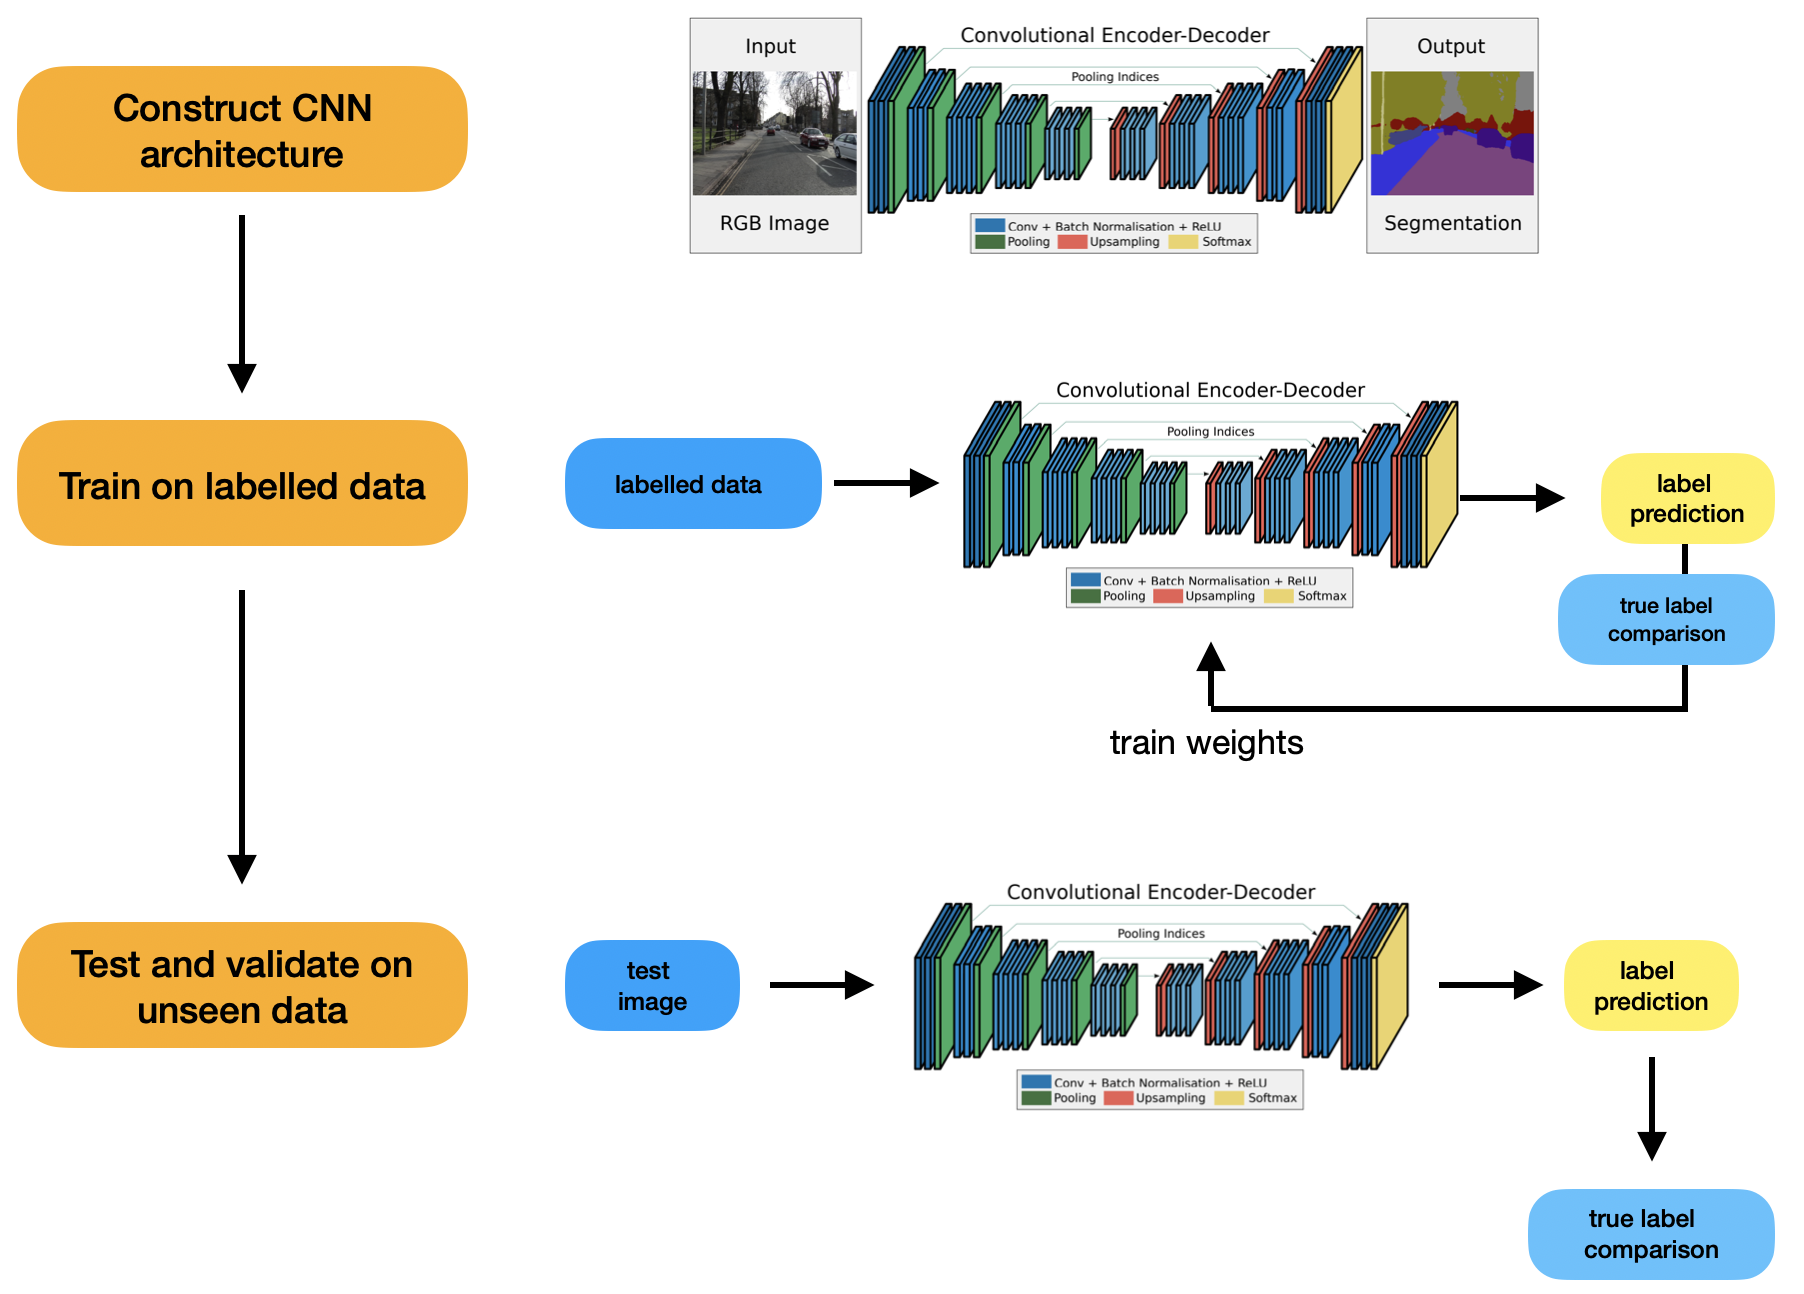 Construct CNN
architecture
Input
RGB Image
Convolutional Encoder-Decoder
Pooling Indices
Conv + Batch Normalisation + ReLU
Pooling Upsampling Softmax
Output
Segmentation
Train on labelled data
labelled data
Convolutional Encoder-Decoder
Pooling Indices
Conv + Batch Normalisation + ReLU
Pooling Upsampling Softmax
label
prediction
true label
comparison
train weights
Test and validate on
unseen data
test
image
Convolutional Encoder-Decoder
Pooling Indices
Conv + Batch Normalisation + ReLU
Pooling Upsampling Softmax
label
prediction
true label
comparison